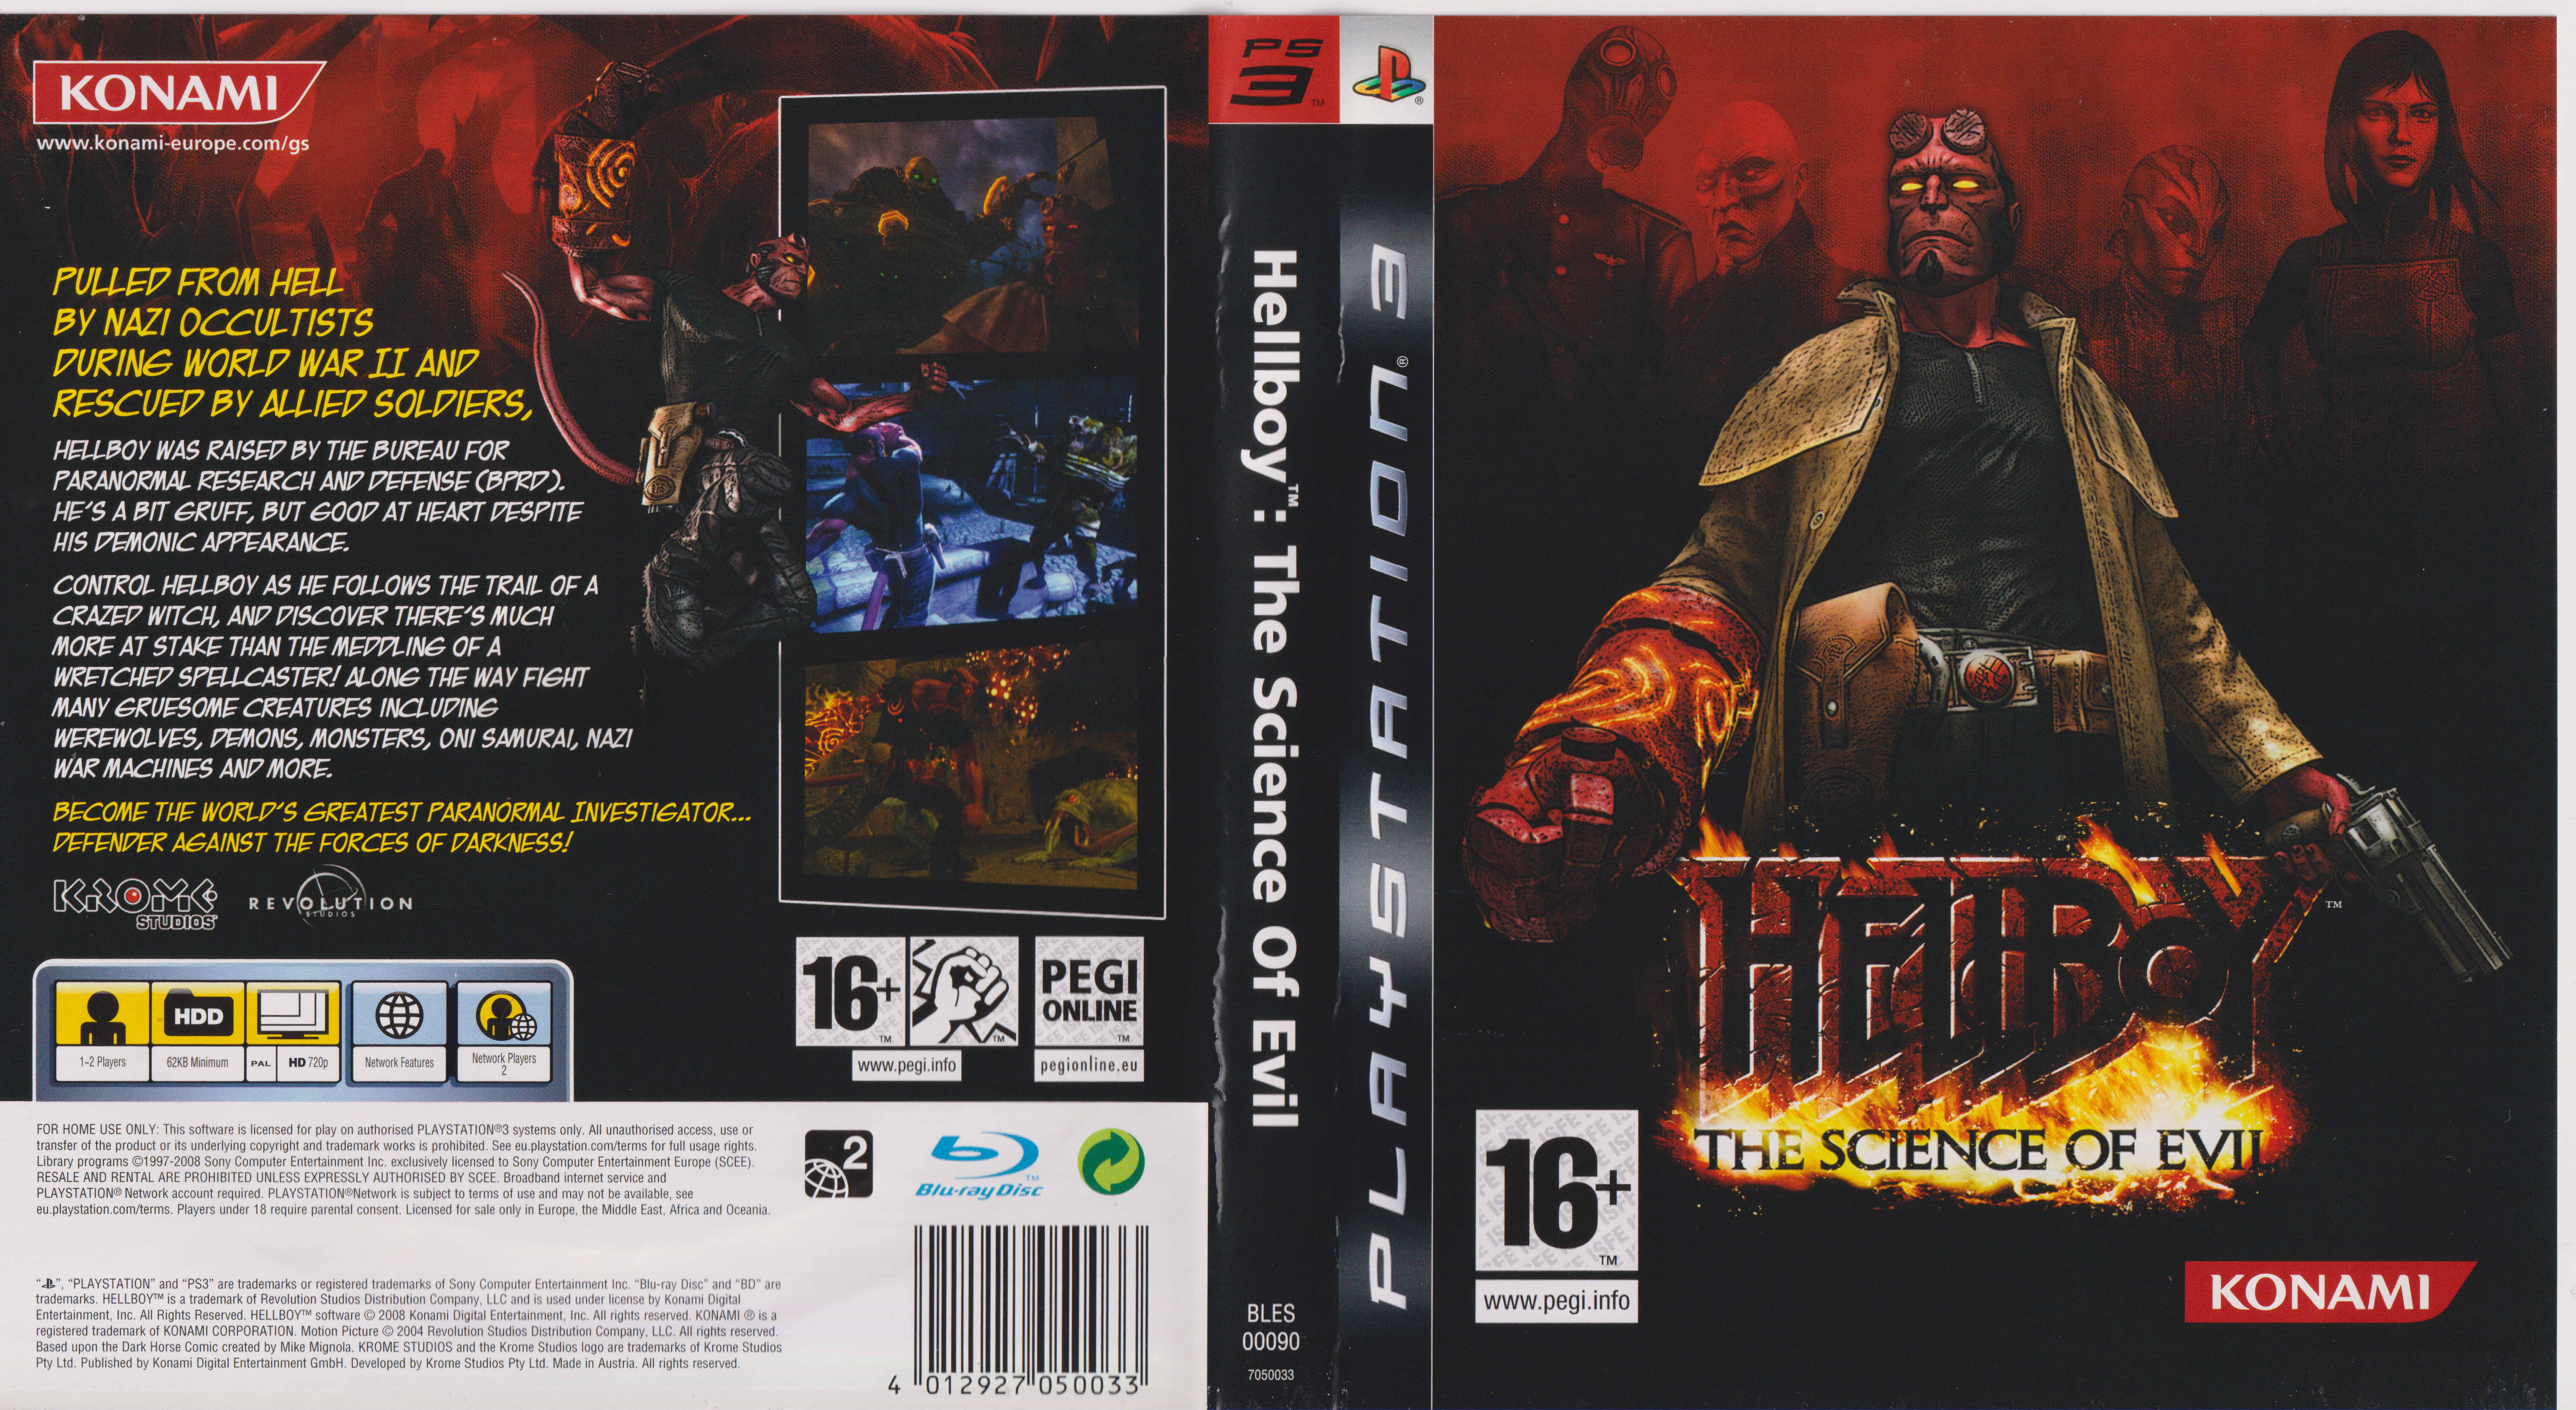 KONAMI
www.konami-europe.com/gs
PULLED FROM HELL
BY NAZI OCCULTISTS
DURING WORLD WAR II AND
RESCUED BY ALLIED SOLDIERS,
HELLBOY WAS RAISED BY THE BUREAU FOR
PARANORMAL RESEARCH AND DEFENSE (BPRD).
HE'S A BIT GRUFF, BUT GOOD AT HEART DESPITE
HIS DEMONIC APPEARANCE.
CONTROL HELLBOY AS HE FOLLOWS THE TRAIL OF A
CRAZED WITCH, AND DISCOVER THERE'S MUCH
MORE AT STAKE THAN THE MEDDLING OF A
WRETCHED SPELLCASTER! ALONG THE WAY FIGHT
MANY GRUESOME CREATURES INCLUDING
WEREWOLVES, DEMONS, MONSTERS, ONI SAMURAI, NAZI
WAR MACHINES AND MORE.
BECOME THE WORLD'S GREATEST PARANORMAL INVESTIGATOR...
DEFENDER AGAINST THE FORCES OF DARKNESS!
KROME
STUDIOS
REVOLUTION
STUDIOS
HDD
1-2 Players
62KB Minimum
PAL
HD 720p
Network Features
Network Players
2
16+
™
™
PEGI
ONLINE
™
www.pegi.info
pegionline.eu
FOR HOME USE ONLY: This software is licensed for play on authorised PLAYSTATION®3 systems only. All unauthorised access, use or
transfer of the product or its underlying copyright and trademark works is prohibited. See eu.playstation.com/terms for full usage rights.
Library programs ©1997-2008 Sony Computer Entertainment Inc. exclusively licensed to Sony Computer Entertainment Europe (SCEE).
RESALE AND RENTAL ARE PROHIBITED UNLESS EXPRESSLY AUTHORISED BY SCEE. Broadband internet service and
PLAYSTATION® Network account required. PLAYSTATION®Network is subject to terms of use and may not be available, see
eu.playstation.com/terms. Players under 18 require parental consent. Licensed for sale only in Europe, the Middle East, Africa and Oceania.
2
Blu-ray Disc
™
"PS", "PLAYSTATION" and "PS3" are trademarks or registered trademarks of Sony Computer Entertainment Inc. "Blu-ray Disc" and "BD" are
trademarks. HELLBOY™ is a trademark of Revolution Studios Distribution Company, LLC and is used under license by Konami Digital
Entertainment, Inc. All Rights Reserved. HELLBOY™ software © 2008 Konami Digital Entertainment, Inc. All rights reserved. KONAMI ® is a
registered trademark of KONAMI CORPORATION. Motion Picture © 2004 Revolution Studios Distribution Company, LLC. All rights reserved.
Based upon the Dark Horse Comic created by Mike Mignola. KROME STUDIOS and the Krome Studios logo are trademarks of Krome Studios
Pty Ltd. Published by Konami Digital Entertainment GmbH. Developed by Krome Studios Pty Ltd. Made in Austria. All rights reserved.
4 012927 050033
PS
3
™
®
Hellboy™: The Science Of Evil
BLES
00090
7050033
PLAYSTATION® 3
HELLBOY
™
THE SCIENCE OF EVIL
16+
™
www.pegi.info
KONAMI